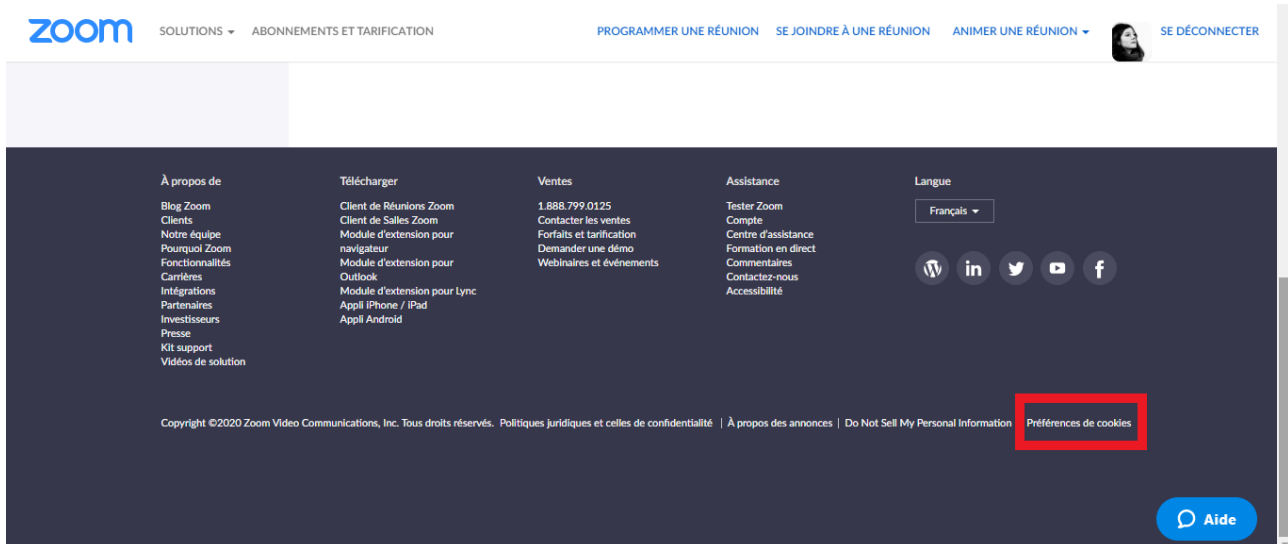 zoom
SOLUTIONS
ABONNEMENTS ET TARIFICATION
PROGRAMMER UNE RÉUNION
SE JOINDRE À UNE RÉUNION
ANIMER UNE RÉUNION
SE DÉCONNECTER
À propos de
Blog Zoom
Clients
Notre équipe
Pourquoi Zoom
Fonctionnalités
Carrières
Intégrations
Partenaires
Investisseurs
Presse
Kit support
Vidéos de solution
Télécharger
Client de Réunions Zoom
Client de Salles Zoom
Module d'extension pour
navigateur
Module d'extension pour
Outlook
Module d'extension pour Lync
Appli iPhone / iPad
Appli Android
Ventes
1.888.799.0125
Contacter les ventes
Forfaits et tarification
Demander une démo
Webinaires et événements
Assistance
Tester Zoom
Compte
Centre d'assistance
Formation en direct
Commentaires
Contactez-nous
Accessibilité
Langue
Français
in
f
Copyright ©2020 Zoom Video Communications, Inc. Tous droits réservés. Politiques juridiques et celles de confidentialité | À propos des annonces | Do Not Sell My Personal Information Préférences de cookies
Aide